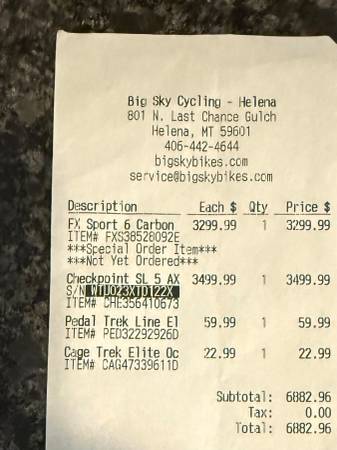 Big Sky Cycling - Helena
801 N. Last Chance Gulch
Helena, MT 59601
406-442-4644
bigskybikes.com
service@bigskybikes.com
Description Each $ Qty Price $
FX Sport 6 Carbon 3299.99 1 3299.99
ITEM# FXS38528092E
***Special Order Item***
***Not Yet Ordered***
Checkpoint SL 5 AX 3499.99 1 3499.99
S/N WTU023XTD122X
ITEM# CHE356410673
Pedal Trek Line El 59.99 1 59.99
ITEM# PED32292926D
Cage Trek Elite Oc 22.99 1 22.99
ITEM# CAG47339611D
Subtotal: 6882.96
Tax: 0.00
Total: 6882.96